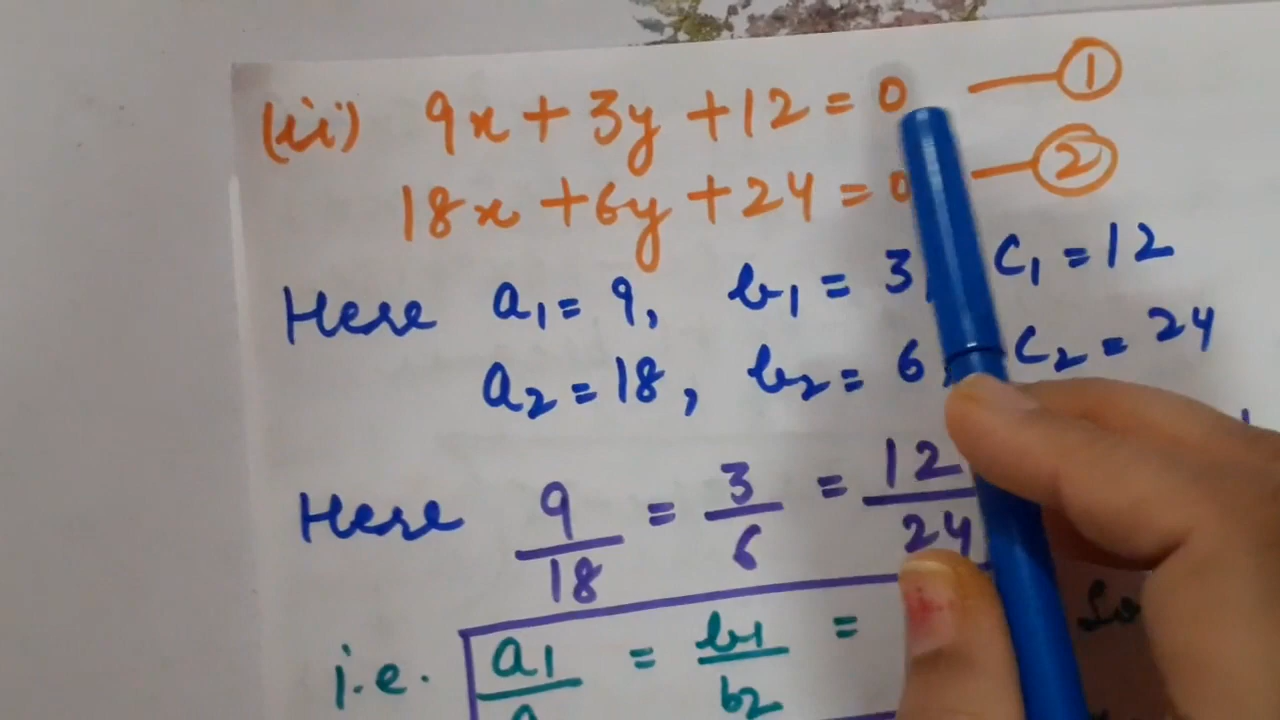 (ii) 9x + 3y + 12 = 0 — ①
18x + 6y + 24 = 0 — ②
Here a₁ = 9, b₁ = 3, c₁ = 12
a₂ = 18, b₂ = 6, c₂ = 24
Here 9/18 = 3/6 = 12/24
i.e. a₁/a = b₁/b₂ =